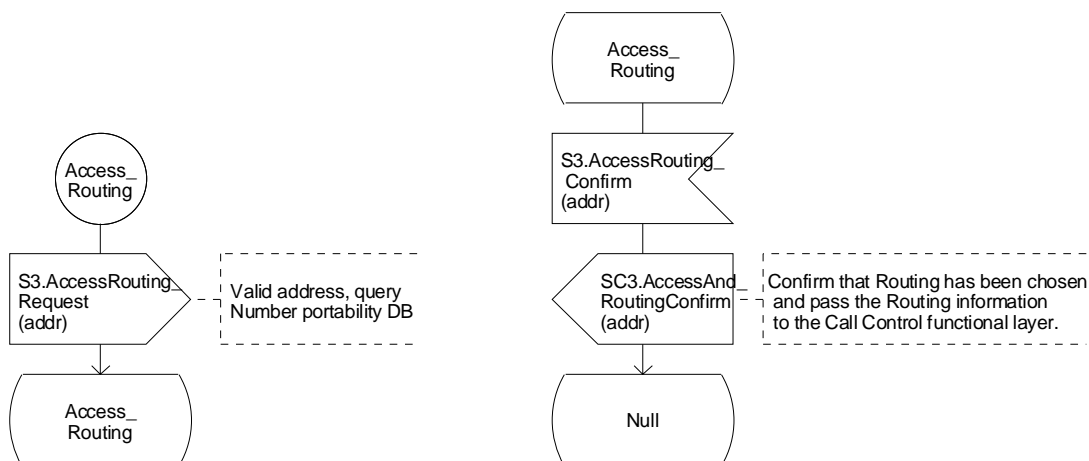 Access_
Routing
S3.AccessRouting_
Request
(addr)
Valid address, query
Number portability DB
Access_
Routing
Access_
Routing
S3.AccessRouting_
Confirm
(addr)
SC3.AccessAnd_
RoutingConfirm
(addr)
Confirm that Routing has been chosen
and pass the Routing information
to the Call Control functional layer.
Null